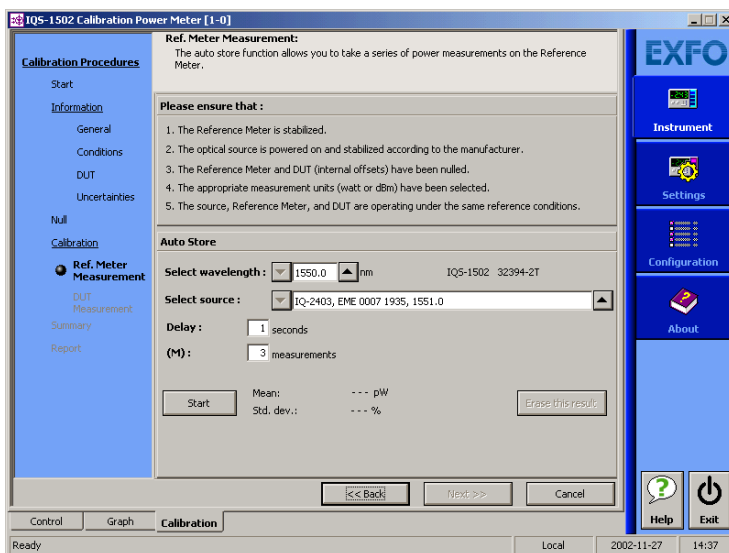 IQS-1502 Calibration Power Meter [1-0]
Calibration Procedures
Start
Information
General
Conditions
DUT
Uncertainties
Null
Calibration
Ref. Meter
Measurement
DUT
Measurement
Summary
Report
Ref. Meter Measurement:
The auto store function allows you to take a series of power measurements on the Reference
Meter.
Please ensure that :
1. The Reference Meter is stabilized.
2. The optical source is powered on and stabilized according to the manufacturer.
3. The Reference Meter and DUT (internal offsets) have been nulled.
4. The appropriate measurement units (watt or dBm) have been selected.
5. The source, Reference Meter, and DUT are operating under the same reference conditions.
Auto Store
Select wavelength : 1550.0 nm IQS-1502 32394-2T
Select source : IQ-2403, EME 0007 1935, 1551.0
Delay : 1 seconds
(M) : 3 measurements
Start
Mean: --- pW
Std. dev.: --- %
Erase this result
<< Back
Next >>
Cancel
EXFO
Instrument
Settings
Configuration
About
Help
Exit
Control
Graph
Calibration
Ready
Local
2002-11-27
14:37